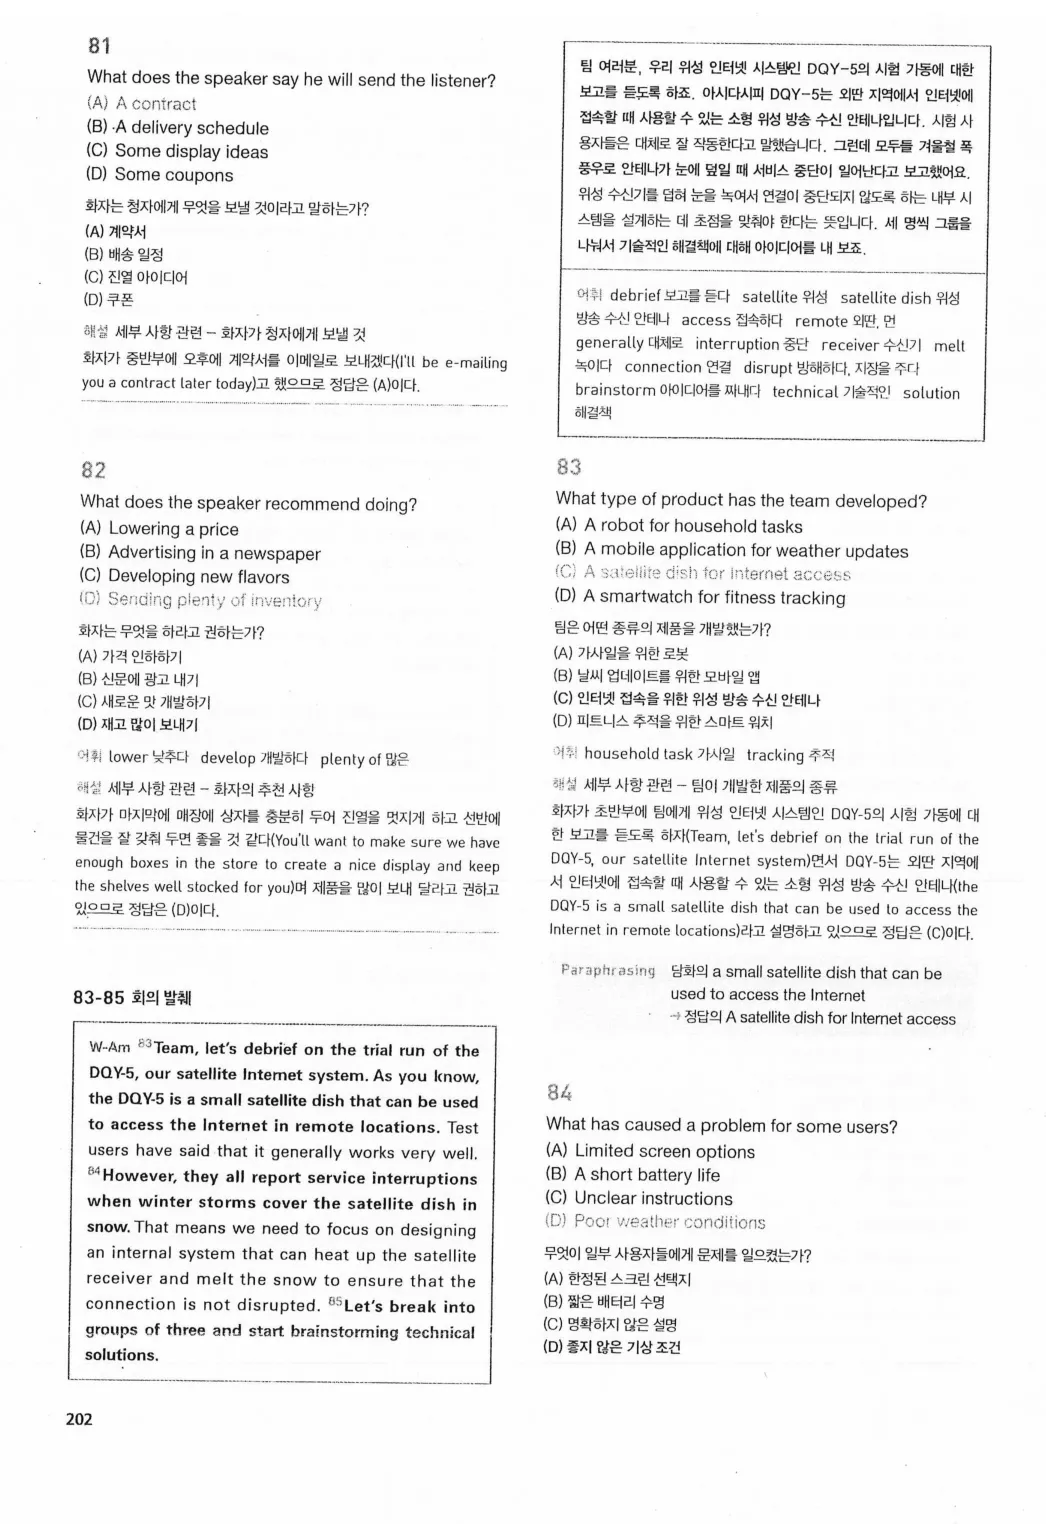 81
What does the speaker say he will send the listener?
(A) A contract
(B) ·A delivery schedule
(C) Some display ideas
(D) Some coupons
화자는 청자에게 무엇을 보낼 것이라고 말하는가?
(A) 계약서
(B) 배송 일정
(C) 진열 아이디어
(D) 쿠폰
해설 세부 사항 관련 – 화자가 청자에게 보낼 것
화자가 중반부에 오후에 계약서를 이메일로 보내겠다(I'll be e-mailing
you a contract later today)고 했으므로 정답은 (A)이다.
82
What does the speaker recommend doing?
(A) Lowering a price
(B) Advertising in a newspaper
(C) Developing new flavors
(D) Sending plenty of inventory
화자는 무엇을 하라고 권하는가?
(A) 가격 인하하기
(B) 신문에 광고 내기
(C) 새로운 맛 개발하기
(D) 재고 많이 보내기
어휘 lower 낮추다 develop 개발하다 plenty of 많은
해설 세부 사항 관련 – 화자의 추천 사항
화자가 마지막에 매장에 상자를 충분히 두어 진열을 멋지게 하고 선반에
물건을 잘 갖춰 두면 좋을 것 같다(You'll want to make sure we have
enough boxes in the store to create a nice display and keep
the shelves well stocked for you)며 제품을 많이 보내 달라고 권하고
있으므로 정답은 (D)이다.
83-85 회의 발췌
W-Am 83Team, let's debrief on the trial run of the
DQY-5, our satellite Internet system. As you know,
the DQY-5 is a small satellite dish that can be used
to access the Internet in remote locations. Test
users have said that it generally works very well.
84However, they all report service interruptions
when winter storms cover the satellite dish in
snow. That means we need to focus on designing
an internal system that can heat up the satellite
receiver and melt the snow to ensure that the
connection is not disrupted. 85Let's break into
groups of three and start brainstorming technical
solutions.
202
팀 여러분, 우리 위성 인터넷 시스템인 DQY-5의 시험 가동에 대한
보고를 듣도록 하죠. 아시다시피 DQY-5는 외딴 지역에서 인터넷에
접속할 때 사용할 수 있는 소형 위성 방송 수신 안테나입니다. 시험 사
용자들은 대체로 잘 작동한다고 말했습니다. 그런데 모두들 겨울철 폭
풍우로 안테나가 눈에 덮일 때 서비스 중단이 일어난다고 보고했어요.
위성 수신기를 덥혀 눈을 녹여서 연결이 중단되지 않도록 하는 내부 시
스템을 설계하는 데 초점을 맞춰야 한다는 뜻입니다. 세 명씩 그룹을
나눠서 기술적인 해결책에 대해 아이디어를 내 보죠.
어휘 debrief 보고를 듣다 satellite 위성 satellite dish 위성
방송 수신 안테나 access 접속하다 remote 외딴, 먼
generally 대체로 interruption 중단 receiver 수신기 melt
녹이다 connection 연결 disrupt 방해하다, 지장을 주다
brainstorm 아이디어를 짜내다 technical 기술적인 solution
해결책
83
What type of product has the team developed?
(A) A robot for household tasks
(B) A mobile application for weather updates
(C) A satellite dish for Internet access
(D) A smartwatch for fitness tracking
팀은 어떤 종류의 제품을 개발했는가?
(A) 가사일을 위한 로봇
(B) 날씨 업데이트를 위한 모바일 앱
(C) 인터넷 접속을 위한 위성 방송 수신 안테나
(D) 피트니스 추적을 위한 스마트 워치
어휘 household task 가사일 tracking 추적
해설 세부 사항 관련 – 팀이 개발한 제품의 종류
화자가 초반부에 팀에게 위성 인터넷 시스템인 DQY-5의 시험 가동에 대
한 보고를 듣도록 하자(Team, let's debrief on the trial run of the
DQY-5, our satellite Internet system)면서 DQY-5는 외딴 지역에
서 인터넷에 접속할 때 사용할 수 있는 소형 위성 방송 수신 안테나(the
DQY-5 is a small satellite dish that can be used to access the
Internet in remote locations)라고 설명하고 있으므로 정답은 (C)이다.
Paraphrasing 담화의 a small satellite dish that can be
used to access the Internet
→ 정답의 A satellite dish for Internet access
84
What has caused a problem for some users?
(A) Limited screen options
(B) A short battery life
(C) Unclear instructions
(D) Poor weather conditions
무엇이 일부 사용자들에게 문제를 일으켰는가?
(A) 한정된 스크린 선택지
(B) 짧은 배터리 수명
(C) 명확하지 않은 설명
(D) 좋지 않은 기상 조건